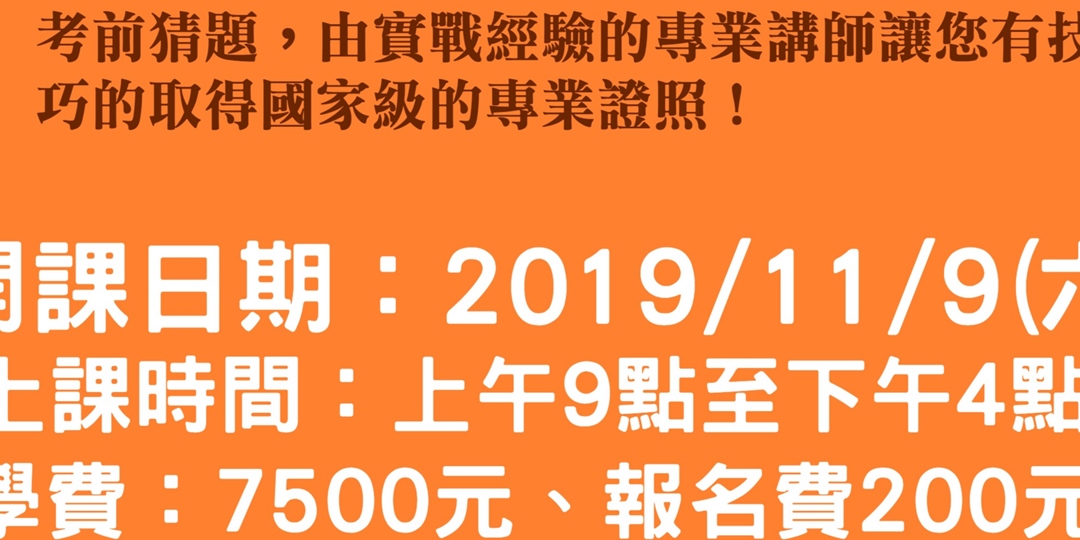 考前猜題，由實戰經驗的專業講師讓您有技
巧的取得國家級的專業證照！
開課日期：2019/11/9(六
上課時間：上午9點至下午4點
學費：7500元、報名費200元